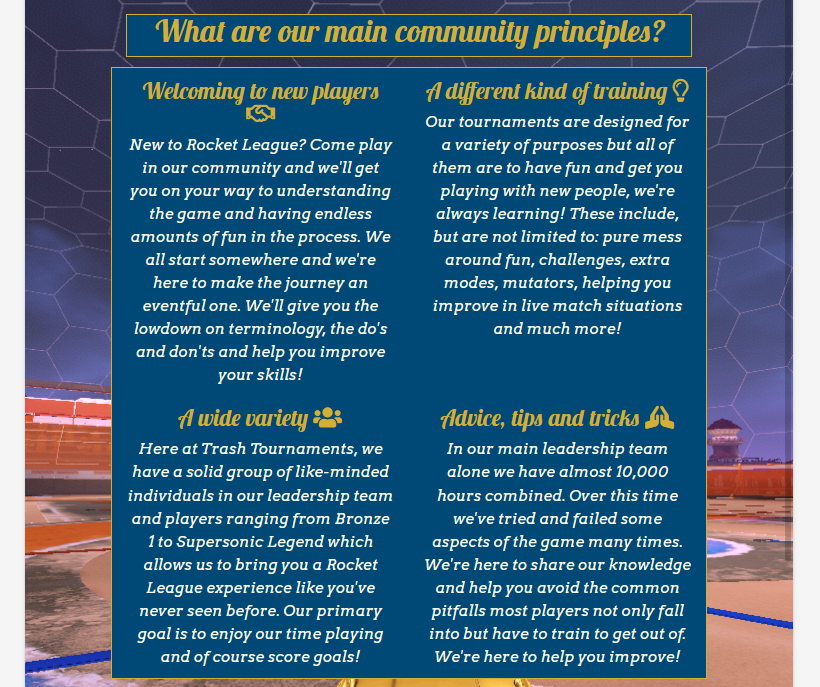 What are our main community principles?
Welcoming to new players
New to Rocket League? Come play
in our community and we'll get
you on your way to understanding
the game and having endless
amounts of fun in the process. We
all start somewhere and we're
here to make the journey an
eventful one. We'll give you the
lowdown on terminology, the do's
and don'ts and help you improve
your skills!
A different kind of training
Our tournaments are designed for
a variety of purposes but all of
them are to have fun and get you
playing with new people, we're
always learning! These include,
but are not limited to: pure mess
around fun, challenges, extra
modes, mutators, helping you
improve in live match situations
and much more!
A wide variety
Here at Trash Tournaments, we
have a solid group of like-minded
individuals in our leadership team
and players ranging from Bronze
1 to Supersonic Legend which
allows us to bring you a Rocket
League experience like you've
never seen before. Our primary
goal is to enjoy our time playing
and of course score goals!
Advice, tips and tricks
In our main leadership team
alone we have almost 10,000
hours combined. Over this time
we've tried and failed some
aspects of the game many times.
We're here to share our knowledge
and help you avoid the common
pitfalls most players not only fall
into but have to train to get out of.
We're here to help you improve!